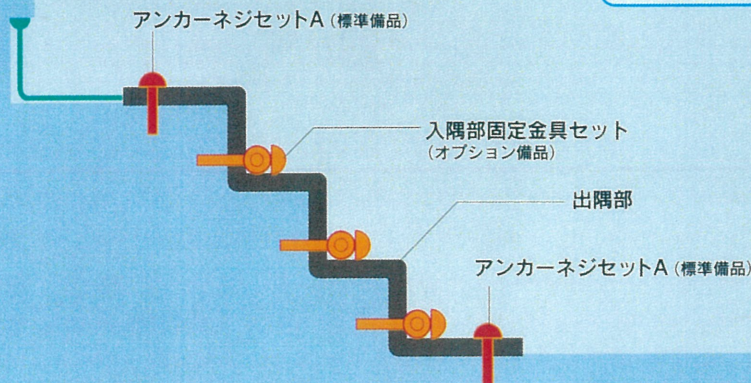 アンカーネジセットA（標準備品）
入隅部固定金具セット
（オプション備品）
出隅部
アンカーネジセットA（標準備品）